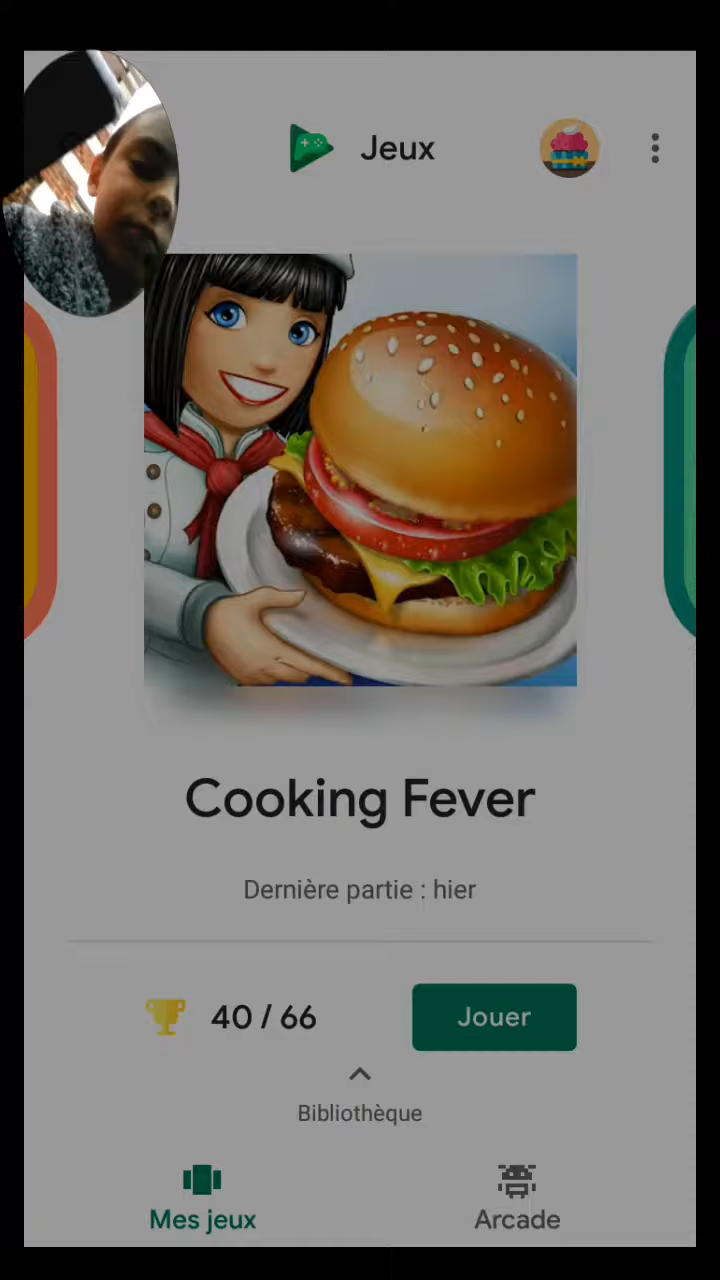 Jeux
Cooking Fever
Dernière partie : hier
40 / 66
Jouer
Bibliothèque
Mes jeux
Arcade